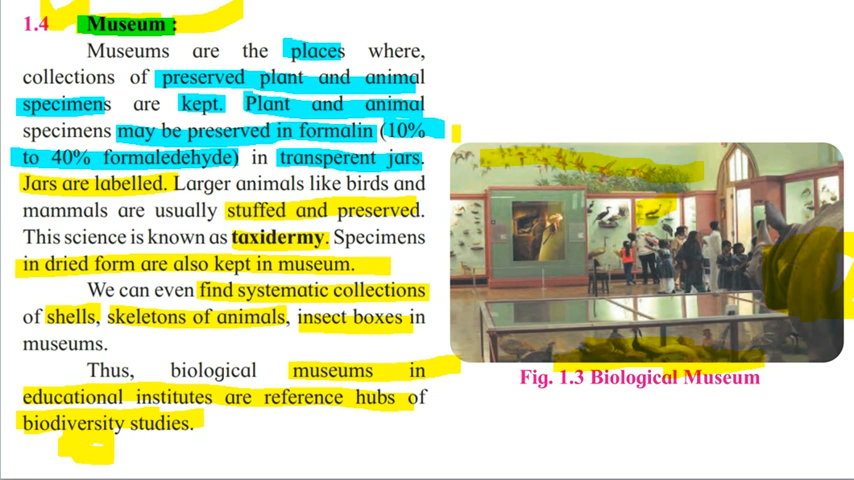 1.4 Museum :
Museums are the places where,
collections of preserved plant and animal
specimens are kept. Plant and animal
specimens may be preserved in formalin (10%
to 40% formaledehyde) in transperent jars.
Jars are labelled. Larger animals like birds and
mammals are usually stuffed and preserved.
This science is known as taxidermy. Specimens
in dried form are also kept in museum.
We can even find systematic collections
of shells, skeletons of animals, insect boxes in
museums.
Thus, biological museums in
educational institutes are reference hubs of
biodiversity studies.
Fig. 1.3 Biological Museum